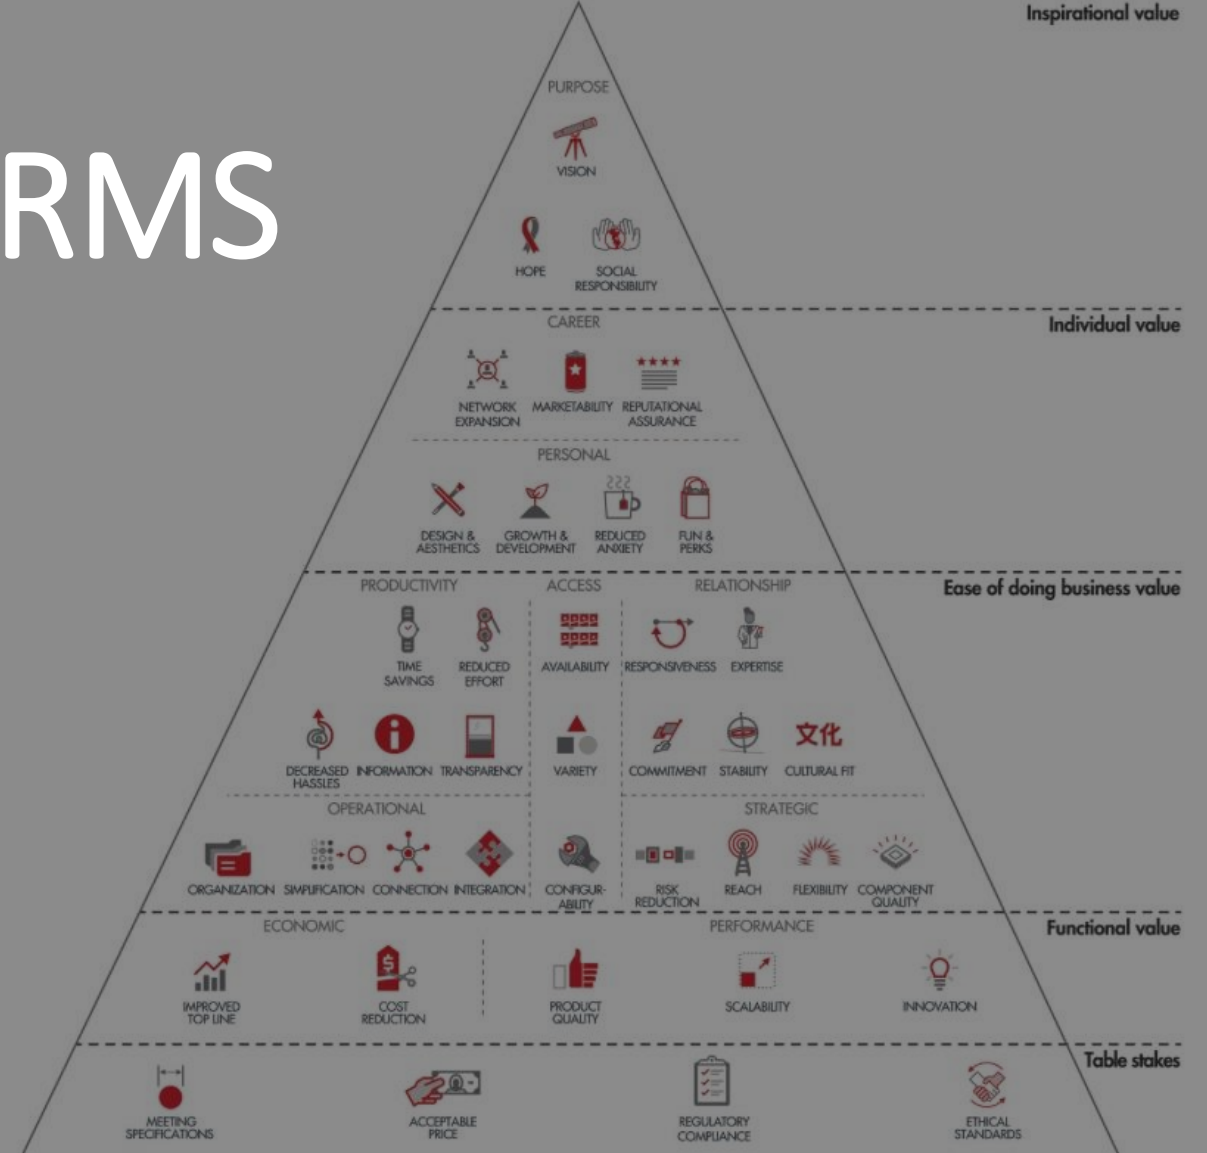 Inspirational value
PURPOSE
VISION
RMS
HOPE
SOCIAL
RESPONSIBILITY
Individual value
CAREER
NETWORK
EXPANSION
MARKETABILITY
REPUTATIONAL
ASSURANCE
PERSONAL
DESIGN &
AESTHETICS
GROWTH &
DEVELOPMENT
REDUCED
ANXIETY
FUN &
PERKS
Ease of doing business value
PRODUCTIVITY
ACCESS
RELATIONSHIP
TIME
SAVINGS
REDUCED
EFFORT
AVAILABILITY
RESPONSIVENESS
EXPERTISE
文化
DECREASED
HASSLES
INFORMATION
TRANSPARENCY
VARIETY
COMMITMENT
STABILITY
CULTURAL FIT
OPERATIONAL
STRATEGIC
ORGANIZATION
SIMPLIFICATION
CONNECTION
INTEGRATION
CONFIGUR-
ABILITY
RISK
REDUCTION
REACH
FLEXIBILITY
COMPONENT
QUALITY
Functional value
ECONOMIC
PERFORMANCE
$
IMPROVED
TOP LINE
COST
REDUCTION
PRODUCT
QUALITY
SCALABILITY
INNOVATION
Table stakes
MEETING
SPECIFICATIONS
ACCEPTABLE
PRICE
REGULATORY
COMPLIANCE
ETHICAL
STANDARDS